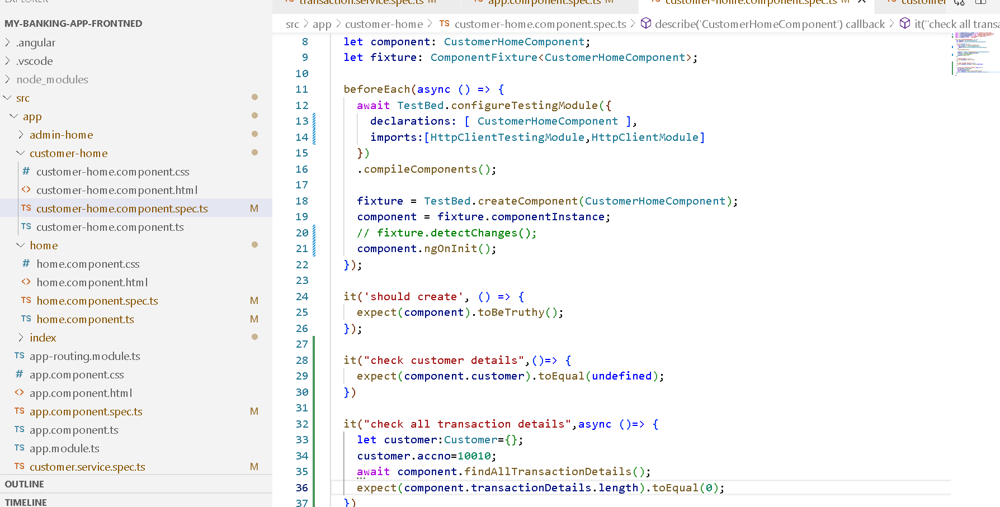 EXPLORER
MY-BANKING-APP-FRONTNED
.angular
.vscode
node_modules
src
app
admin-home
customer-home
# customer-home.component.css
<> customer-home.component.html
TS customer-home.component.spec.ts M
TS customer-home.component.ts
home
# home.component.css
<> home.component.html
TS home.component.spec.ts M
TS home.component.ts M
index
TS app-routing.module.ts
# app.component.css
<> app.component.html
TS app.component.spec.ts M
TS app.component.ts
TS app.module.ts
TS customer.service.spec.ts M
OUTLINE
TIMELINE
TS transaction.service.spec.ts M TS app.component.spec.ts M TS customer-home.component.spec.ts M TS customer
src > app > customer-home > TS customer-home.component.spec.ts > describe('CustomerHomeComponent') callback > it("check all transa
8 let component: CustomerHomeComponent;
9 let fixture: ComponentFixture<CustomerHomeComponent>;
10
11 beforeEach(async () => {
12 await TestBed.configureTestingModule({
13 declarations: [ CustomerHomeComponent ],
14 imports:[HttpClientTestingModule,HttpClientModule]
15 })
16 .compileComponents();
17
18 fixture = TestBed.createComponent(CustomerHomeComponent);
19 component = fixture.componentInstance;
20 // fixture.detectChanges();
21 component.ngOnInit();
22 });
23
24 it('should create', () => {
25 expect(component).toBeTruthy();
26 });
27
28 it("check customer details",()=> {
29 expect(component.customer).toEqual(undefined);
30 })
31
32 it("check all transaction details",async ()=> {
33 let customer:Customer={};
34 customer.accno=10010;
35 await component.findAllTransactionDetails();
36 expect(component.transactionDetails.length).toEqual(0);
37 })